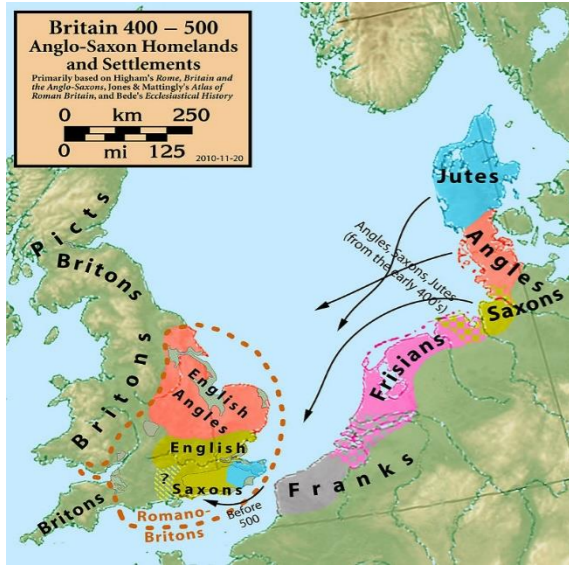 Britain 400 – 500
Anglo-Saxon Homelands
and Settlements
Primarily based on Higham's Rome, Britain and
the Anglo-Saxons, Jones & Mattingly's Atlas of
Roman Britain, and Bede's Ecclesiastical History
0 km 250
0 mi 125
2010-11-20
Jutes
Picts
Angles, Saxons, Jutes
(from the early 400's)
Angles
Britons
Saxons
Frisians
Britons
English
Angles
English
?
Saxons
Franks
Britons
Romano-
Britons
Before
500